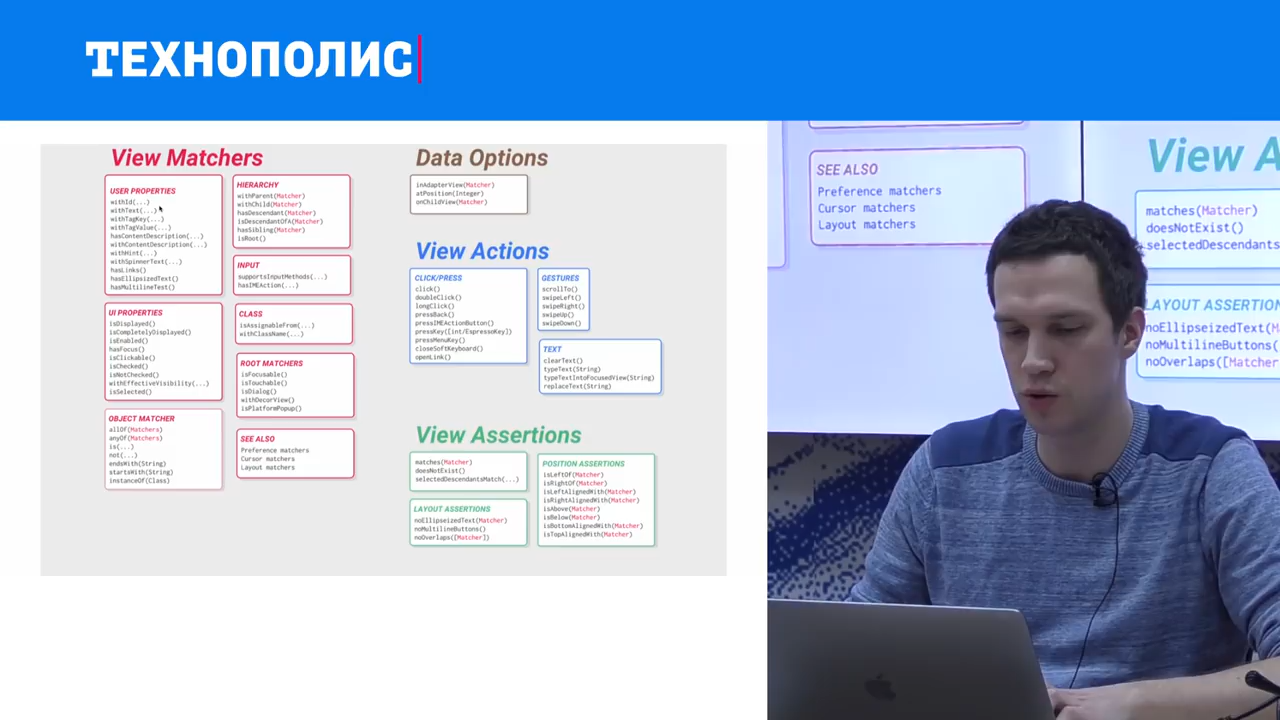 ТЕХНОПОЛИС
View Matchers
USER PROPERTIES
withId(...)
withText(...)
withTagKey(...)
withTagValue(...)
hasContentDescription(...)
withContentDescription(...)
withHint(...)
withSpinnerText(...)
hasLinks()
hasEllipsizedText()
hasMultilineTest()
UI PROPERTIES
isDisplayed()
isCompletelyDisplayed()
isEnabled()
hasFocus()
isClickable()
isChecked()
isNotChecked()
withEffectiveVisibility(...)
isSelected()
OBJECT MATCHER
allOf(Matchers)
anyOf(Matchers)
is(...)
not(...)
endsWith(String)
startsWith(String)
instanceOf(Class)
HIERARCHY
withParent(Matcher)
withChild(Matcher)
hasDescendant(Matcher)
isDescendantOfA(Matcher)
hasSibling(Matcher)
isRoot()
INPUT
supportsInputMethods(...)
hasIMEAction(...)
CLASS
isAssignableFrom(...)
withClassName(...)
ROOT MATCHERS
isFocusable()
isTouchable()
isDialog()
withDecorView()
isPlatformPopup()
SEE ALSO
Preference matchers
Cursor matchers
Layout matchers
Data Options
inAdapterView(Matcher)
atPosition(Integer)
onChildView(Matcher)
View Actions
CLICK/PRESS
click()
doubleClick()
longClick()
pressBack()
pressIMEActionButton()
pressKey([int/EspressoKey])
pressMenuKey()
closeSoftKeyboard()
openLink()
GESTURES
scrollTo()
swipeLeft()
swipeRight()
swipeUp()
swipeDown()
TEXT
clearText()
typeText(String)
typeTextIntoFocusedView(String)
replaceText(String)
View Assertions
matches(Matcher)
doesNotExist()
selectedDescendantsMatch(...)
LAYOUT ASSERTIONS
noEllipseizedText(Matcher)
noMultilineButtons()
noOverlaps([Matcher])
POSITION ASSERTIONS
isLeftOf(Matcher)
isRightOf(Matcher)
isLeftAlignedWith(Matcher)
isRightAlignedWith(Matcher)
isAbove(Matcher)
isBelow(Matcher)
isBottomAlignedWith(Matcher)
isTopAlignedWith(Matcher)
SEE ALSO
Preference matchers
Cursor matchers
Layout matchers
View A
matches(Matcher)
doesNotExist()
selectedDescendants
LAYOUT ASSERTION
noEllipseizedText(M
noMultilineButtons(
noOverlaps([Matcher